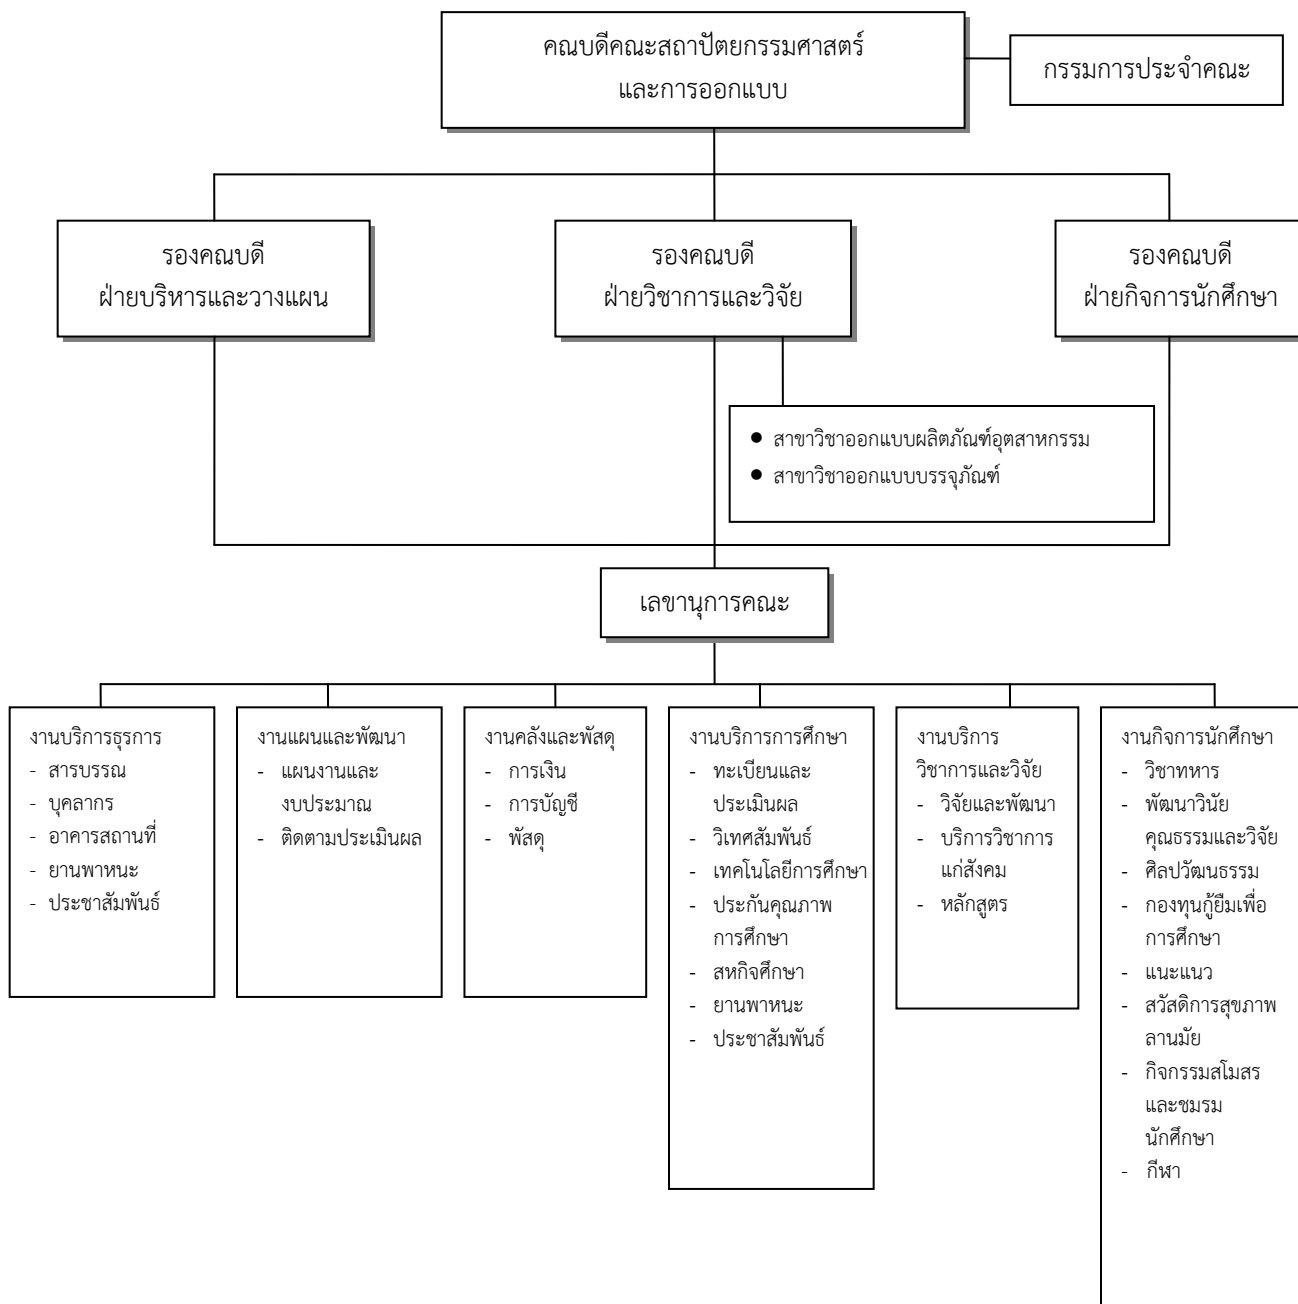 คณบดีคณะสถาปัตยกรรมศาสตร์
และการออกแบบ
กรรมการประจำคณะ
รองคณบดี
ฝ่ายบริหารและวางแผน
รองคณบดี
ฝ่ายวิชาการและวิจัย
รองคณบดี
ฝ่ายกิจการนักศึกษา
● สาขาวิชาออกแบบผลิตภัณฑ์อุตสาหกรรม
● สาขาวิชาออกแบบบรรจุภัณฑ์
เลขานุการคณะ
งานบริการธุรการ
- สารบรรณ
- บุคลากร
- อาคารสถานที่
- ยานพาหนะ
- ประชาสัมพันธ์
งานแผนและพัฒนา
- แผนงานและ
งบประมาณ
- ติดตามประเมินผล
งานคลังและพัสดุ
- การเงิน
- การบัญชี
- พัสดุ
งานบริการการศึกษา
- ทะเบียนและ
ประเมินผล
- วิเทศสัมพันธ์
- เทคโนโลยีการศึกษา
- ประกันคุณภาพ
การศึกษา
- สหกิจศึกษา
- ยานพาหนะ
- ประชาสัมพันธ์
งานบริการ
วิชาการและวิจัย
- วิจัยและพัฒนา
- บริการวิชาการ
แก่สังคม
- หลักสูตร
งานกิจการนักศึกษา
- วิชาทหาร
- พัฒนาวินัย
คุณธรรมและวิจัย
- ศิลปวัฒนธรรม
- กองทุนกู้ยืมเพื่อ
การศึกษา
- แนะแนว
- สวัสดิการสุขภาพ
ลานมัย
- กิจกรรมสโมสร
และชมรม
นักศึกษา
- กีฬา